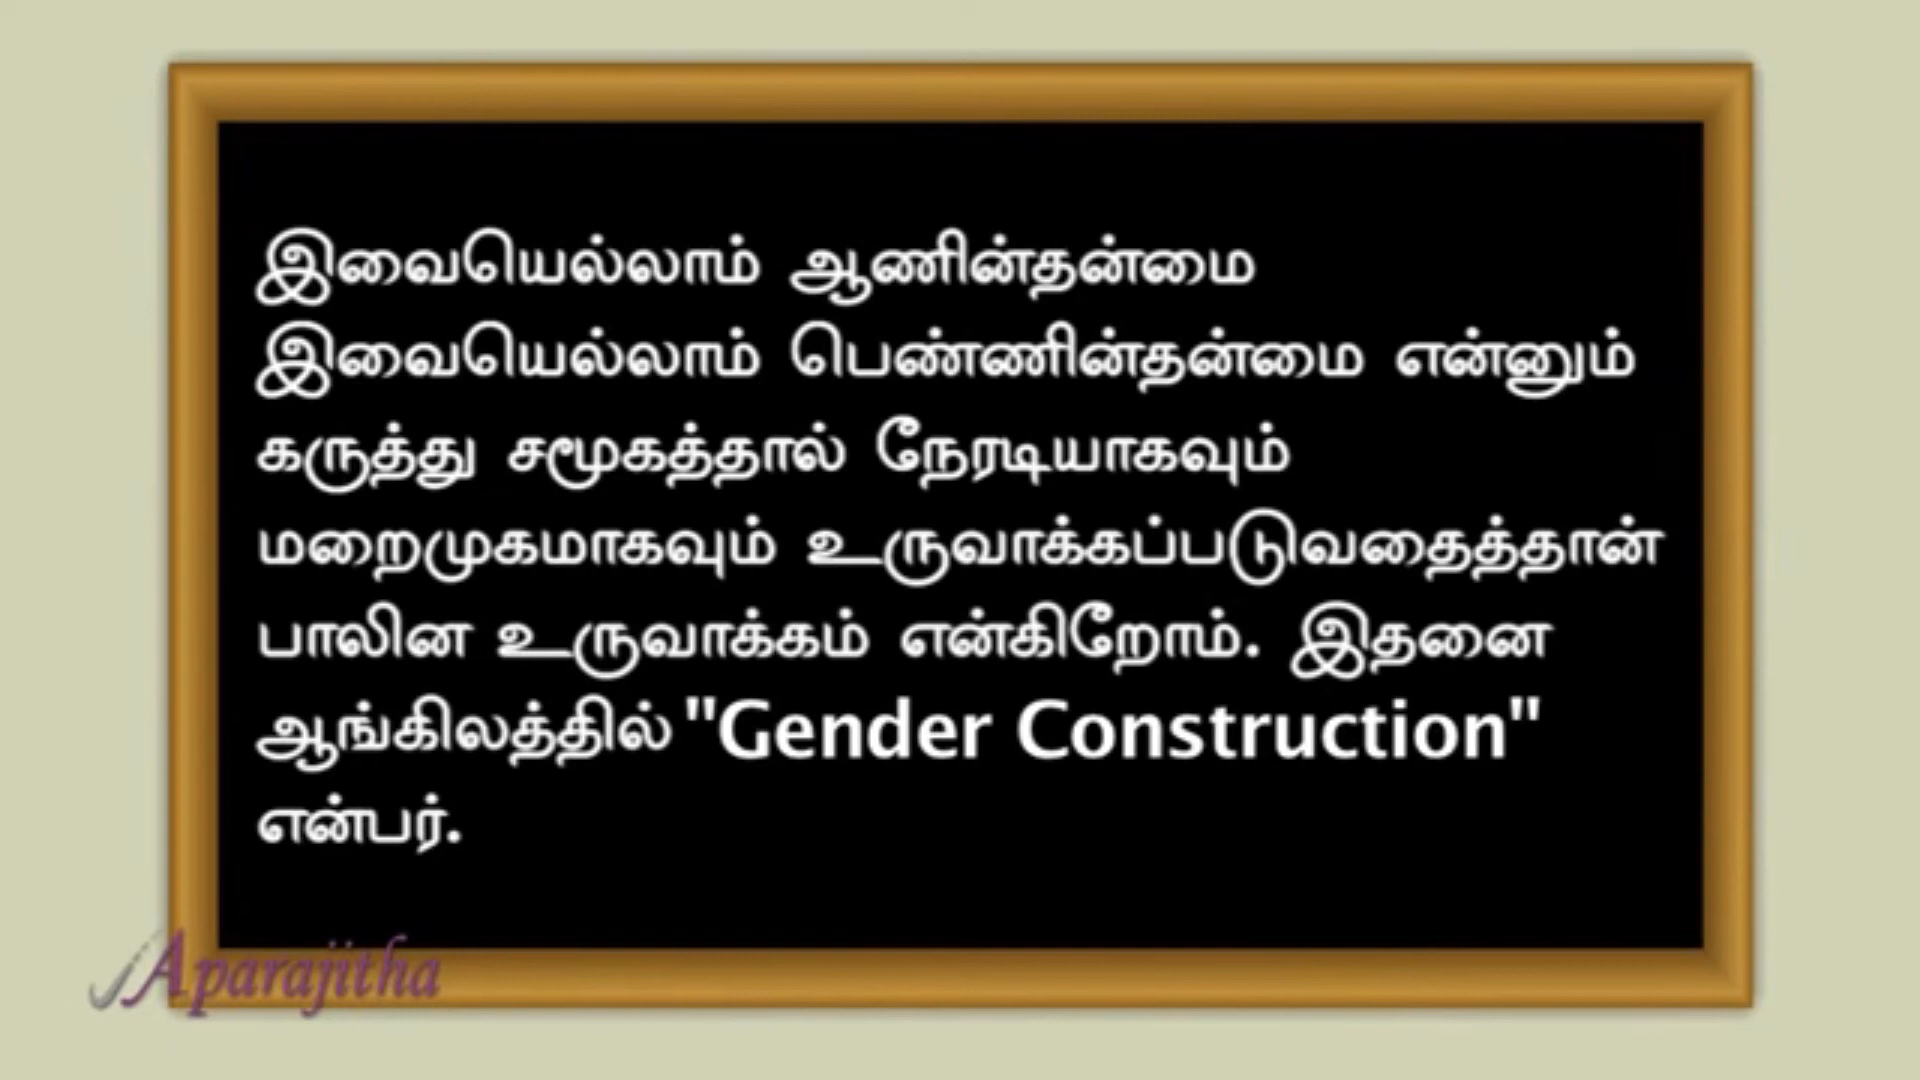 இவையெல்லாம் ஆணின்தன்மை
இவையெல்லாம் பெண்ணின்தன்மை என்னும்
கருத்து சமூகத்தால் நேரடியாகவும்
மறைமுகமாகவும் உருவாக்கப்படுவதைத்தான்
பாலின உருவாக்கம் என்கிறோம். இதனை
ஆங்கிலத்தில் "Gender Construction"
என்பர்.
Aparajitha